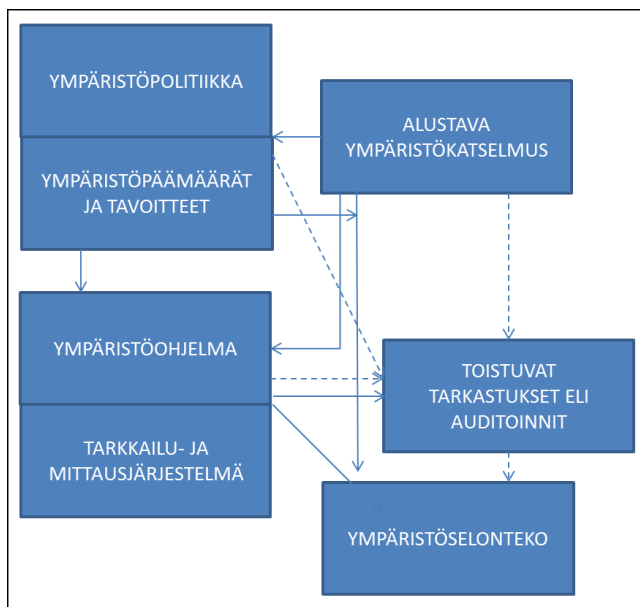 YMPÄRISTÖPOLITIIKKA
ALUSTAVA
YMPÄRISTÖKATSELMUS
YMPÄRISTÖPÄÄMÄÄRÄT
JA TAVOITTEET
YMPÄRISTÖOHJELMA
TOISTUVAT
TARKASTUKSET ELI
AUDITOINNIT
TARKKAILU- JA
MITTAUSJÄRJESTELMÄ
YMPÄRISTÖSELONTEKO